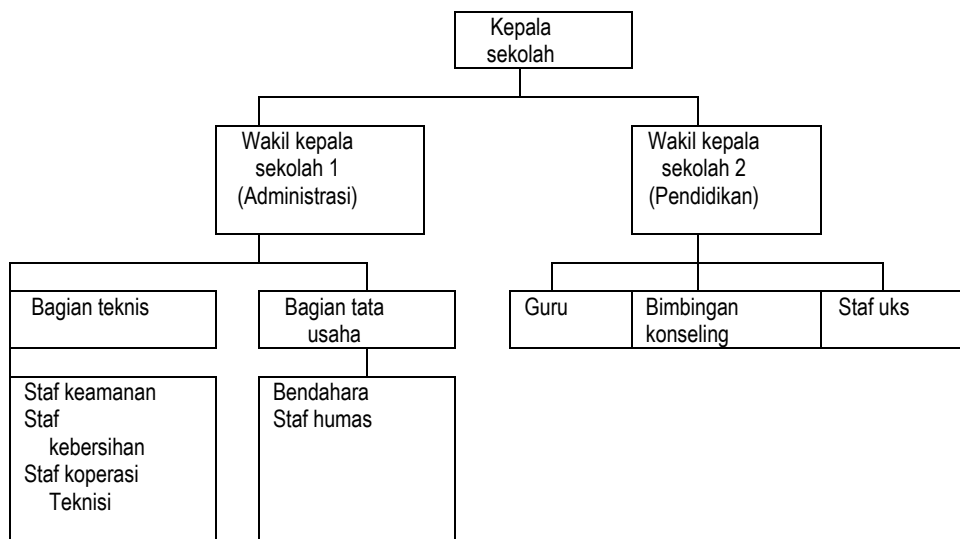 Kepala
sekolah
Wakil kepala
sekolah 1
(Administrasi)
Wakil kepala
sekolah 2
(Pendidikan)
Bagian teknis
Bagian tata
usaha
Guru
Bimbingan
konseling
Staf uks
Staf keamanan
Staf
kebersihan
Staf koperasi
Teknisi
Bendahara
Staf humas